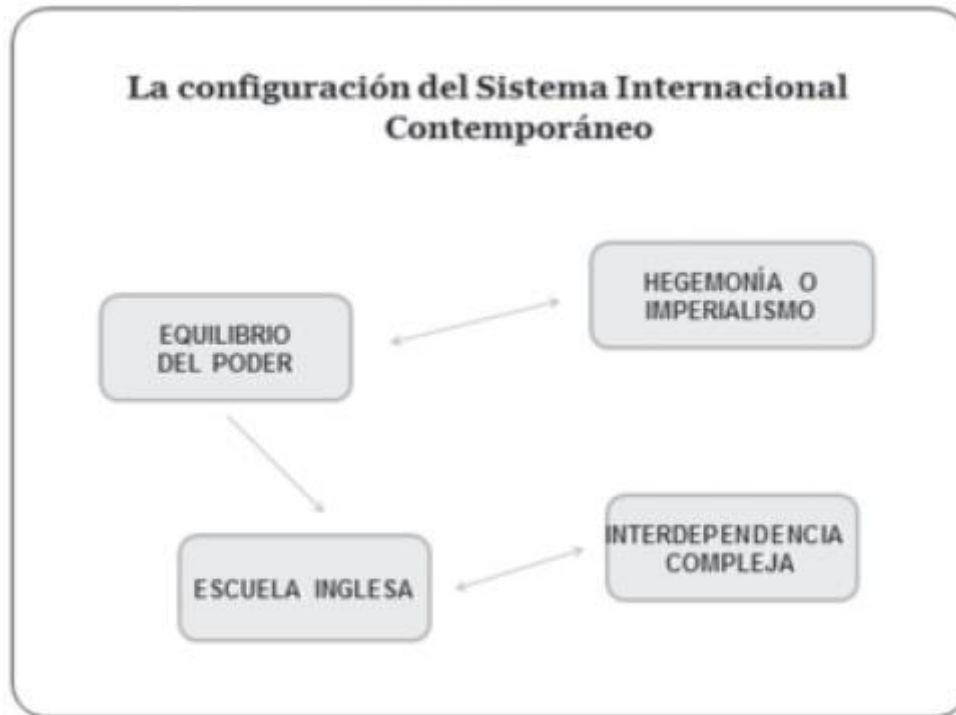 La configuración del Sistema Internacional
Contemporáneo
HEGEMONÍA O
IMPERIALISMO
EQUILIBRIO
DEL PODER
INTERDEPENDENCIA
COMPLEJA
ESCUELA INGLESA